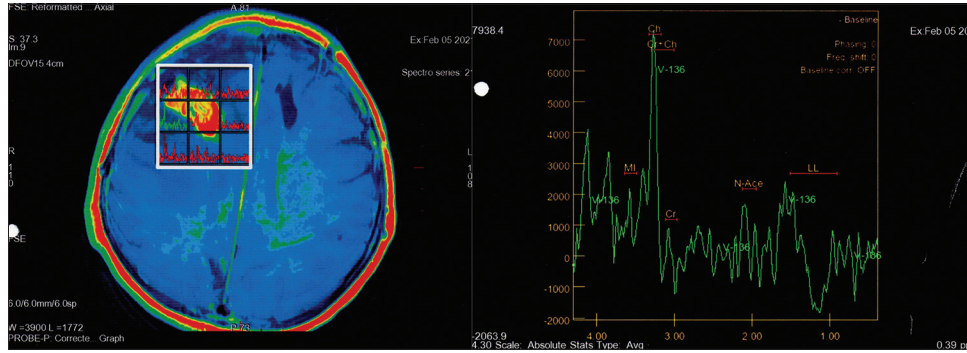 FSE Reformatted ... Axial
A 81
S 37.3
Im:9
DFOV15.4cm
Ex:Feb 05 202
Spectro series: 2
R
1
1
0
L
1
0
8
FSE
6.0/6.0mm/6.0sp
W =3900 L =1772
P 73
PROBE-P: Correcte... Graph
7938.4
7000
6000
5000
4000
3000
2000
1000
0
-1000
-2000
-2063.9
Ch
Cr+Ch
V-136
MI
V-136
Cr
N-Ace
V-136
LL
V-136
V-136
- Baseline
Phasing: 0
Freq. shift: 0
Baseline corr: OFF
Ex:Feb 05
4.00
3.00
2.00
1.00
4.30 Scale: Absolute Stats Type: Avg
0.39 p